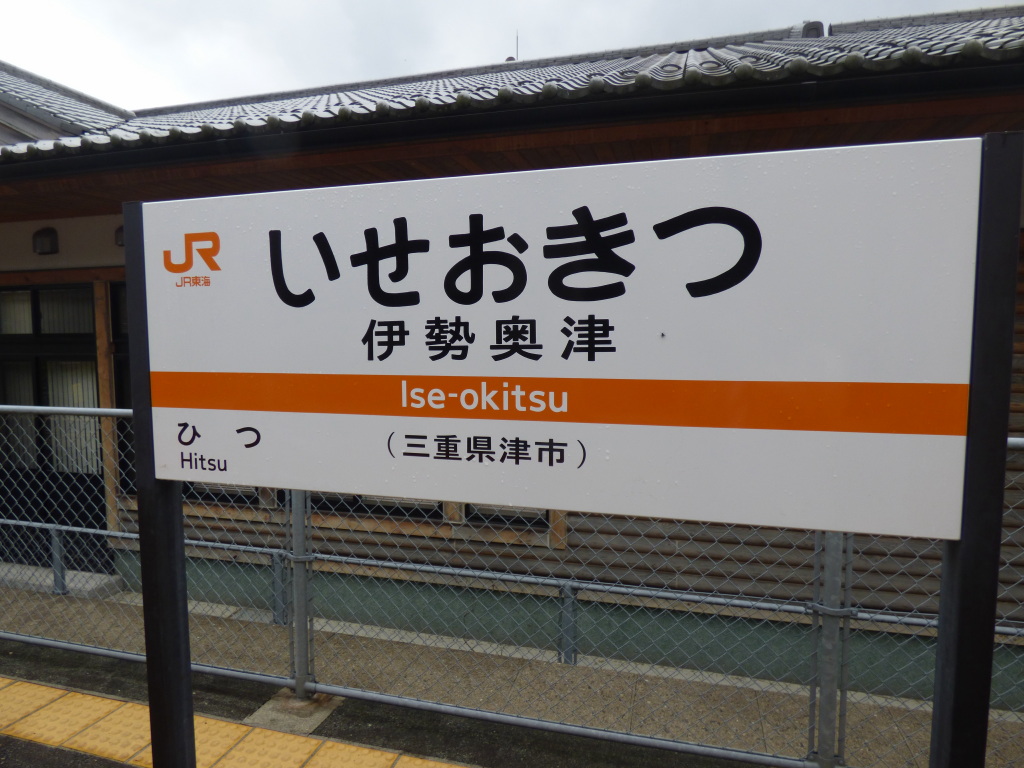 JR
JR東海
いせおきつ
伊勢奥津
Ise-okitsu
ひつ
Hitsu
（三重県津市）